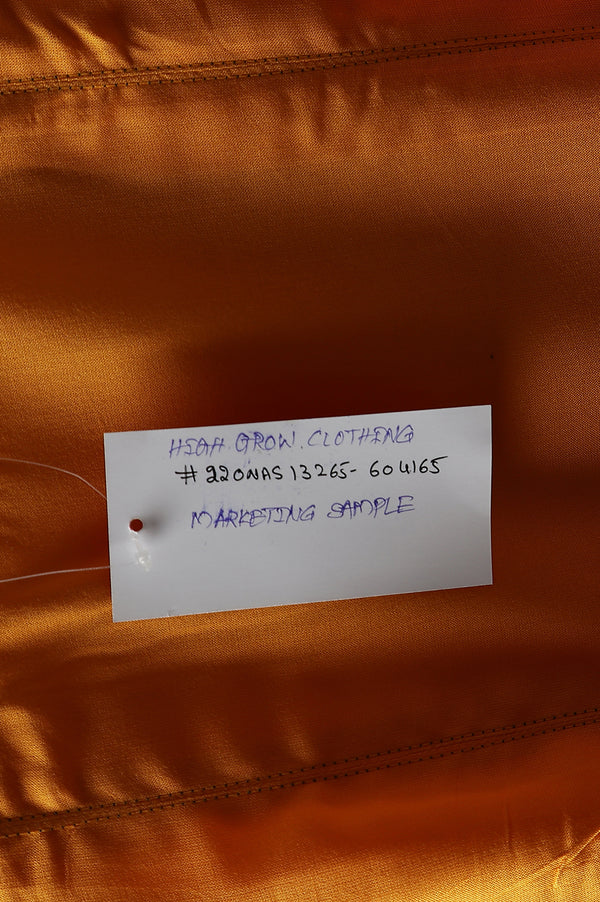 HIGH GROW. CLOTHING
#220NAS13265-604165
MARKETING SAMPLE